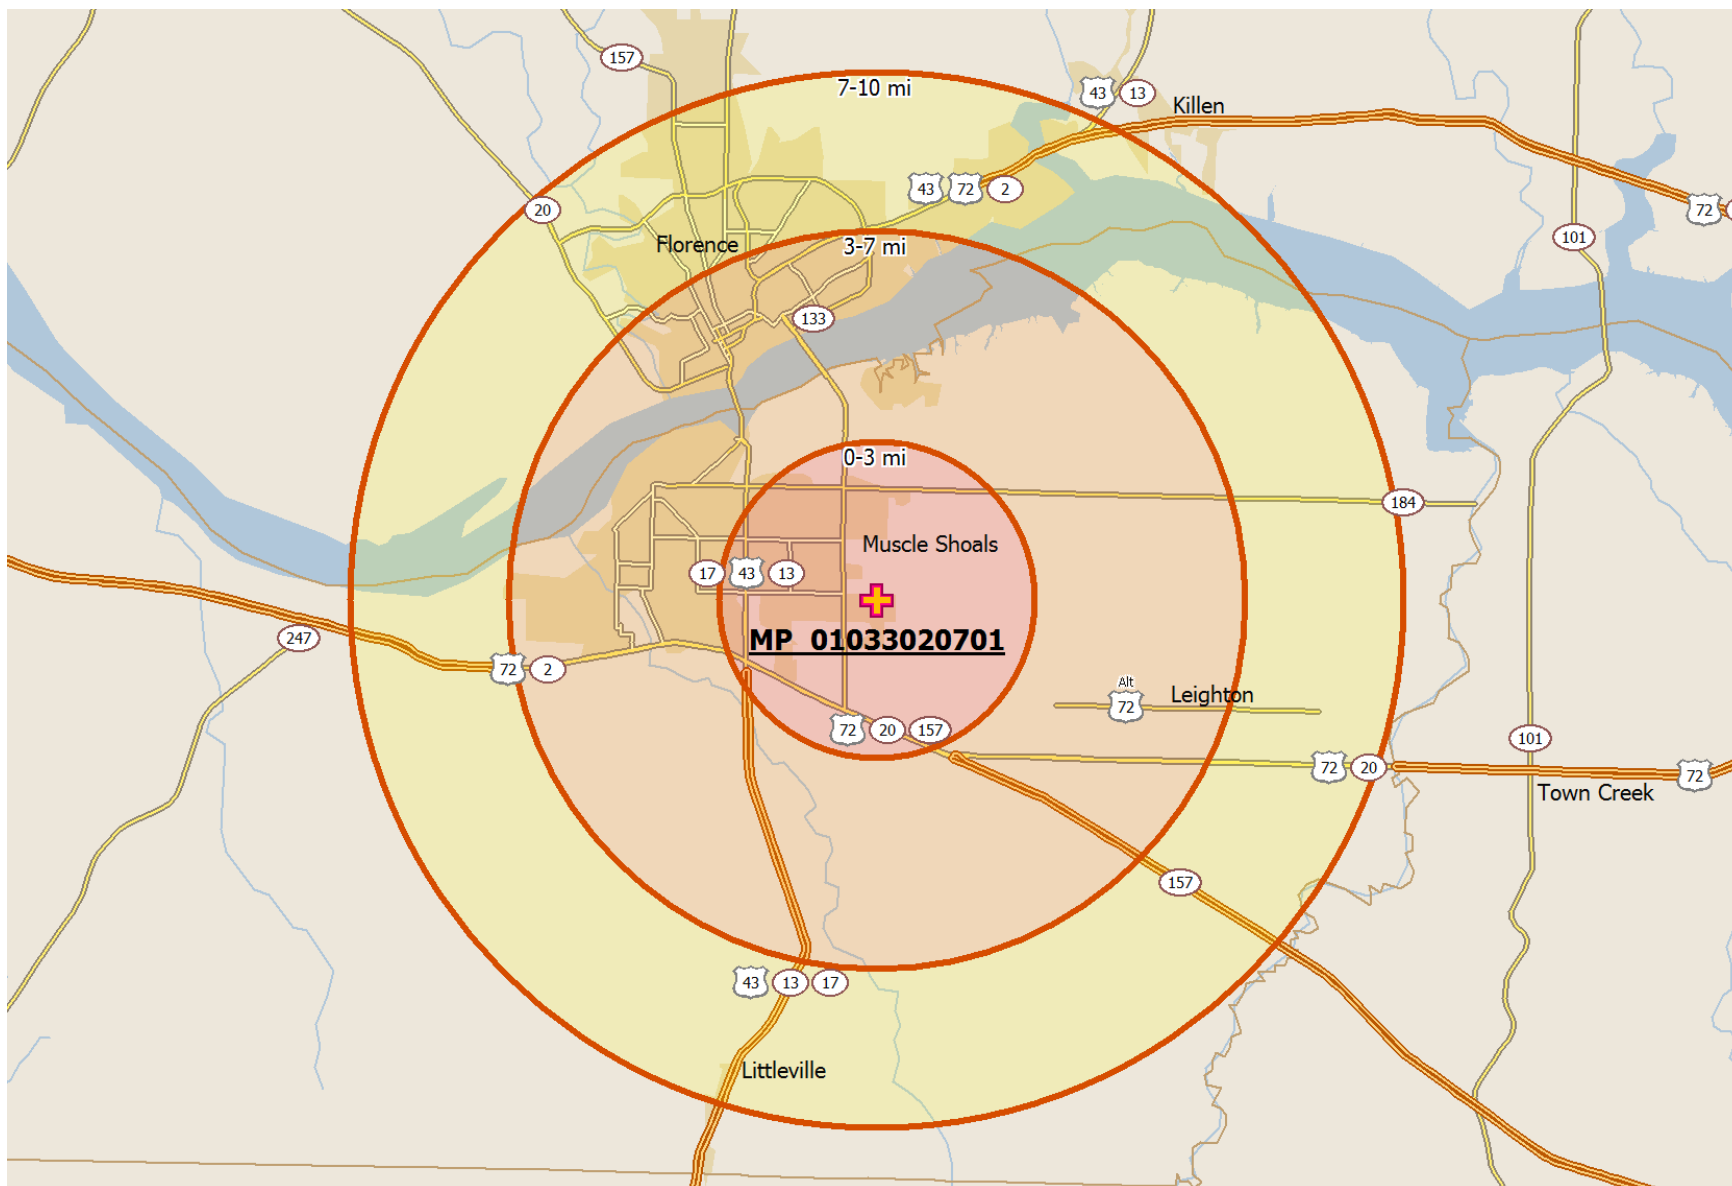 157
7-10 mi
43 13
Killen
43 72 2
20
72
Florence
3-7 mi
101
133
0-3 mi
184
Muscle Shoals
17 43 13
247
MP 01033020701
72 2
Alt
72
Leighton
72 20 157
101
72 20
72
Town Creek
157
43 13 17
Littleville